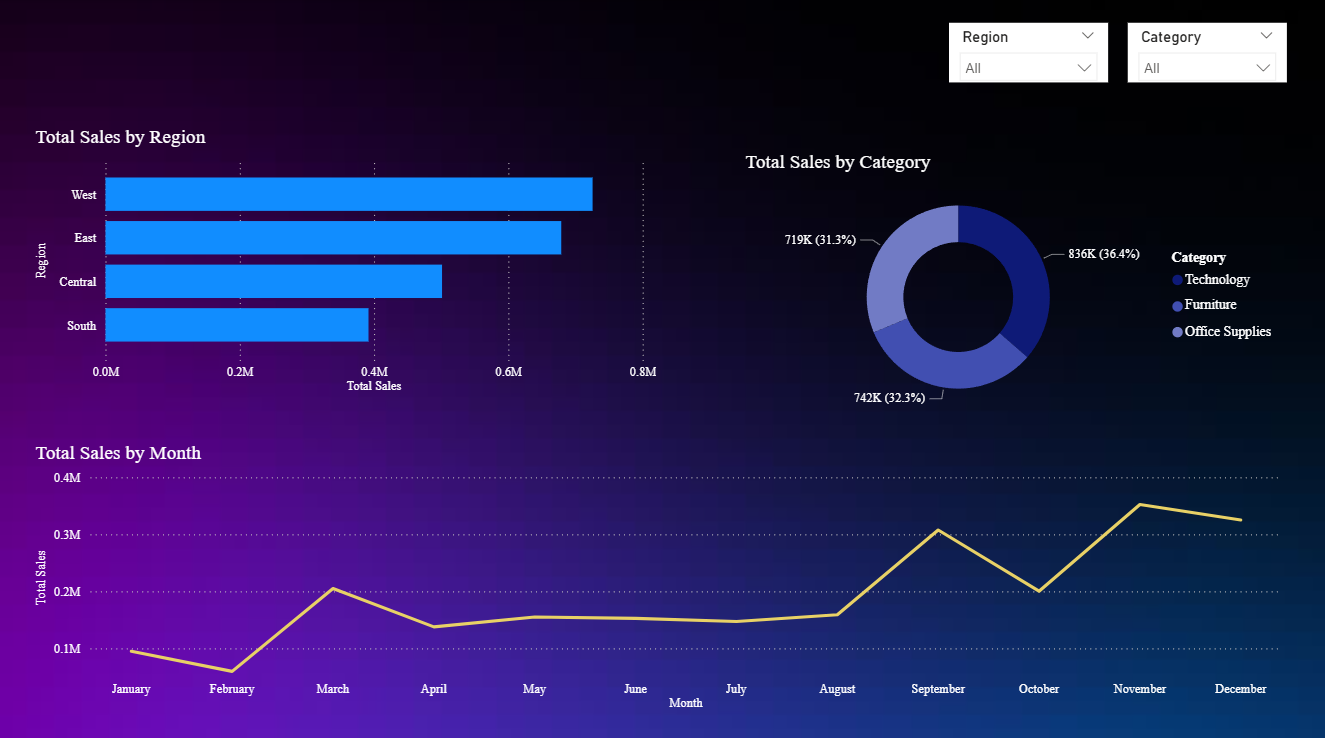 Region
All
Category
All
Total Sales by Region
Region
West
East
Central
South
0.0M 0.2M 0.4M 0.6M 0.8M
Total Sales
Total Sales by Category
719K (31.3%)
836K (36.4%)
742K (32.3%)
Category
Technology
Furniture
Office Supplies
Total Sales by Month
Total Sales
0.4M
0.3M
0.2M
0.1M
January February March April May June July August September October November December
Month